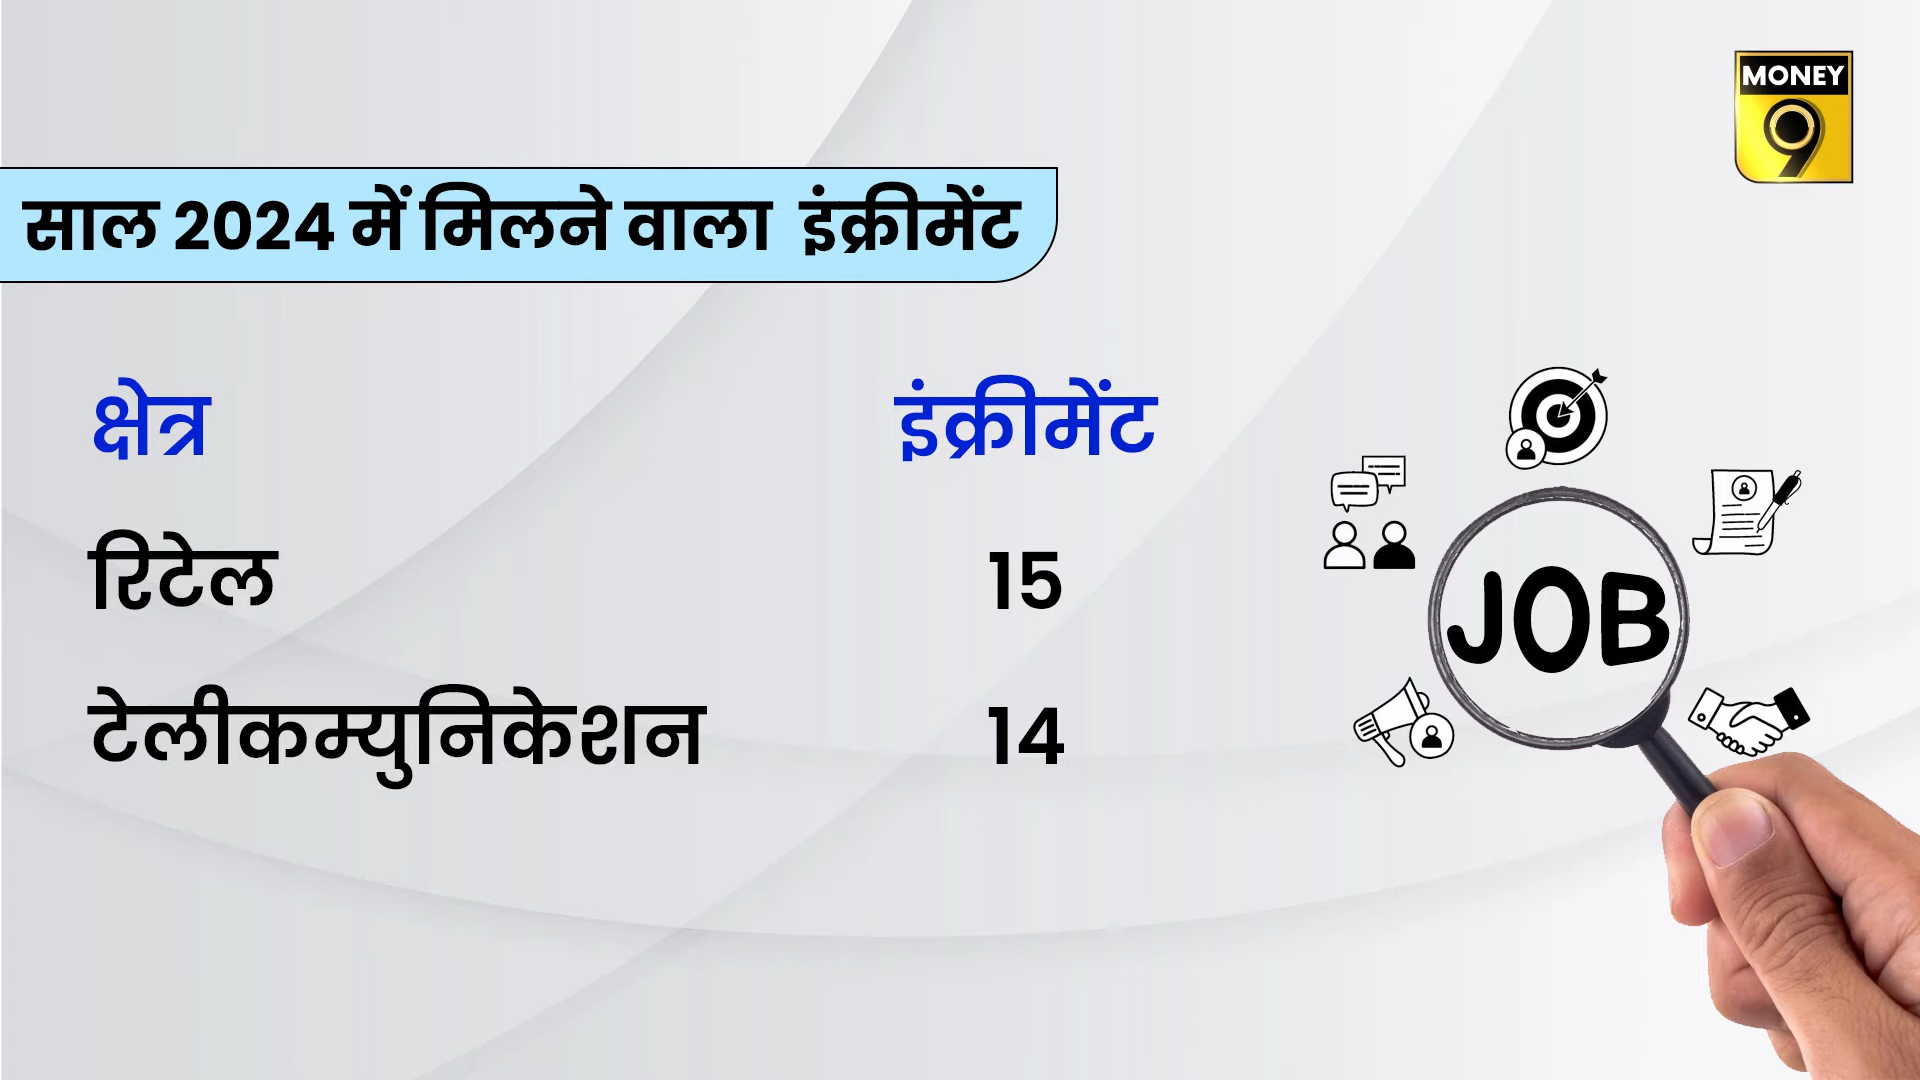 MONEY
9
साल 2024 में मिलने वाला इंक्रीमेंट
क्षेत्र इंक्रीमेंट
रिटेल 15
टेलीकम्युनिकेशन 14
JOB